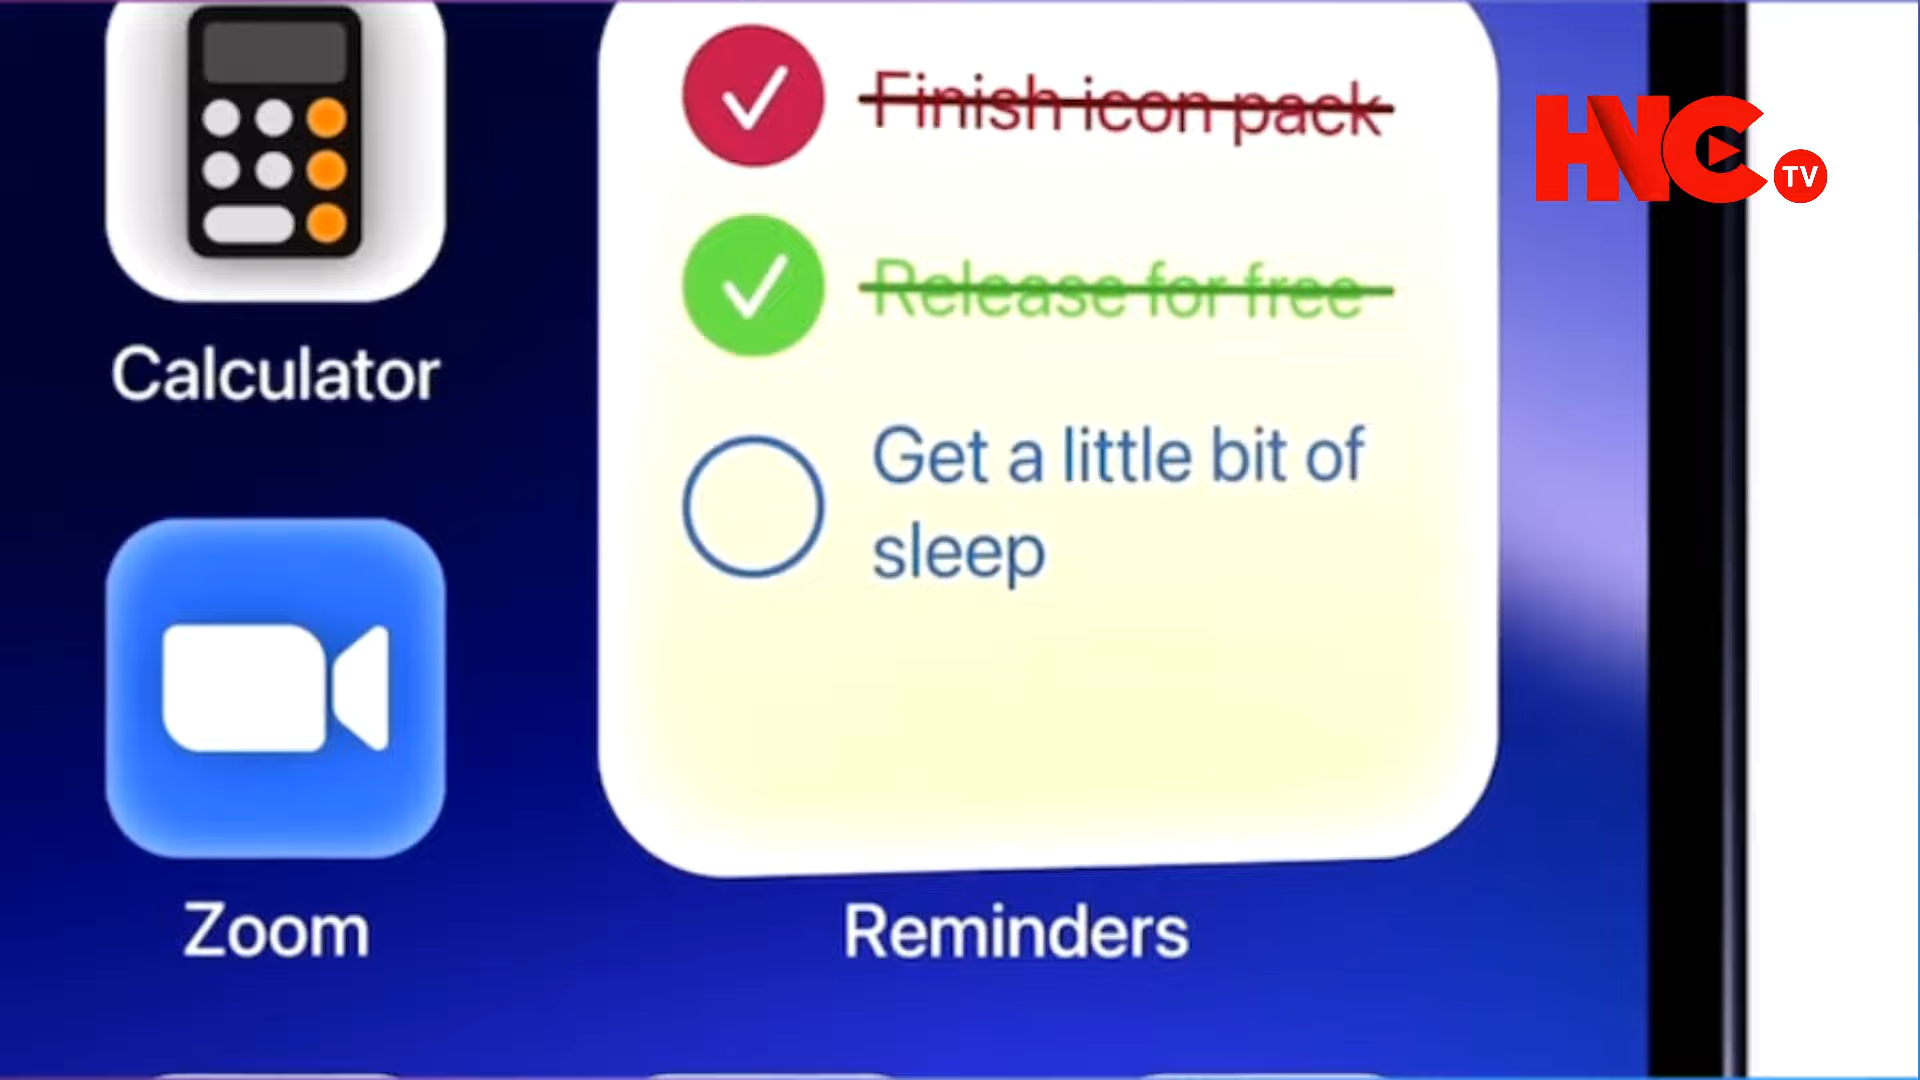 Finish icon pack
HNC TV
Release for free
Calculator
Get a little bit of
sleep
Zoom
Reminders